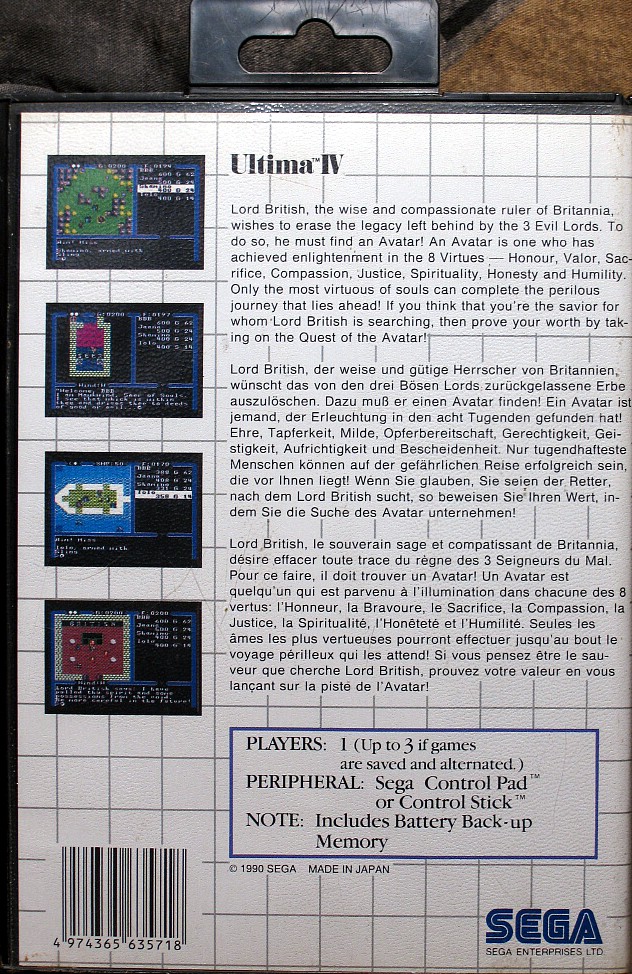 Ultima™ IV
Lord British, the wise and compassionate ruler of Britannia,
wishes to erase the legacy left behind by the 3 Evil Lords. To
do so, he must find an Avatar! An Avatar is one who has
achieved enlightenment in the 8 Virtues — Honour, Valor, Sac-
rifice, Compassion, Justice, Spirituality, Honesty and Humility.
Only the most virtuous of souls can complete the perilous
journey that lies ahead! If you think that you're the savior for
whom Lord British is searching, then prove your worth by tak-
ing on the Quest of the Avatar!
Lord British, der weise und gütige Herrscher von Britannien,
wünscht das von den drei Bösen Lords zurückgelassene Erbe
auszulöschen. Dazu muß er einen Avatar finden! Ein Avatar ist
jemand, der Erleuchtung in den acht Tugenden gefunden hat!
Ehre, Tapferkeit, Milde, Opferbereitschaft, Gerechtigkeit, Gei-
stigkeit, Aufrichtigkeit und Bescheidenheit. Nur tugendhafteste
Menschen können auf der gefährlichen Reise erfolgreich sein,
die vor Ihnen liegt! Wenn Sie glauben, Sie seien der Retter,
nach dem Lord British sucht, so beweisen Sie Ihren Wert, in-
dem Sie die Suche des Avatar unternehmen!
Lord British, le souverain sage et compatissant de Britannia,
désire effacer toute trace du règne des 3 Seigneurs du Mal.
Pour ce faire, il doit trouver un Avatar! Un Avatar est
quelqu'un qui est parvenu à l'illumination dans chacune des 8
vertus: l'Honneur, la Bravoure, le Sacrifice, la Compassion, la
Justice, la Spiritualité, l'Honêteté et l'Humilité. Seules les
âmes les plus vertueuses pourront effectuer jusqu'au bout le
voyage périlleux qui les attend! Si vous pensez être le sau-
veur que cherche Lord British, prouvez votre valeur en vous
lançant sur la piste de l'Avatar!
PLAYERS: 1 (Up to 3 if games
are saved and alternated.)
PERIPHERAL: Sega Control Pad™
or Control Stick™
NOTE: Includes Battery Back-up
Memory
© 1990 SEGA MADE IN JAPAN
4 974365 635718
SEGA
SEGA ENTERPRISES LTD.